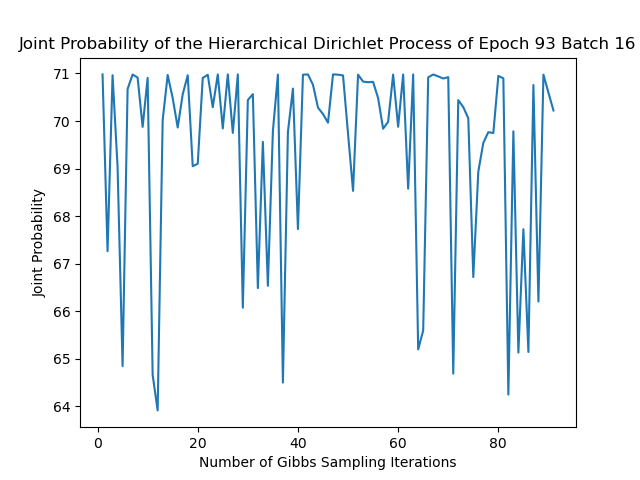 Joint Probability of the Hierarchical Dirichlet Process of Epoch 93 Batch 16
71
70
69
68
67
66
65
64
Joint Probability
0 20 40 60 80
Number of Gibbs Sampling Iterations